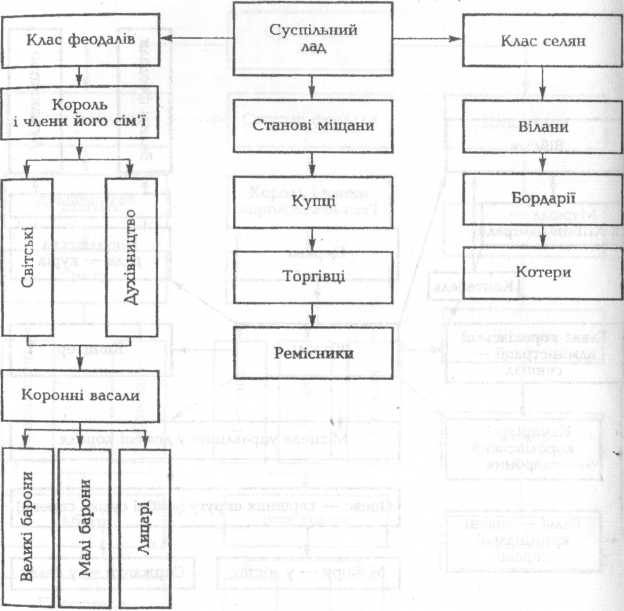 Клас феодалів
Суспільний
лад
Клас селян
Король
і члени його сім'ї
Станові міщани
Вілани
Світські
Духівництво
Купці
Бордарії
Торгівці
Котери
Ремісники
Коронні васали
Великі барони
Малі барони
Лицарі